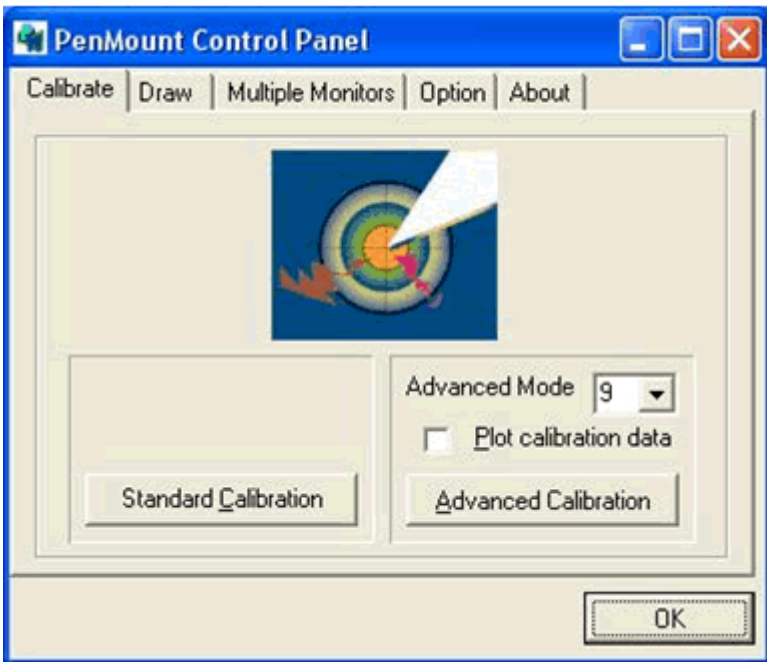 PenMount Control Panel
Calibrate Draw Multiple Monitors Option About
Advanced Mode 9
Plot calibration data
Standard Calibration Advanced Calibration
OK